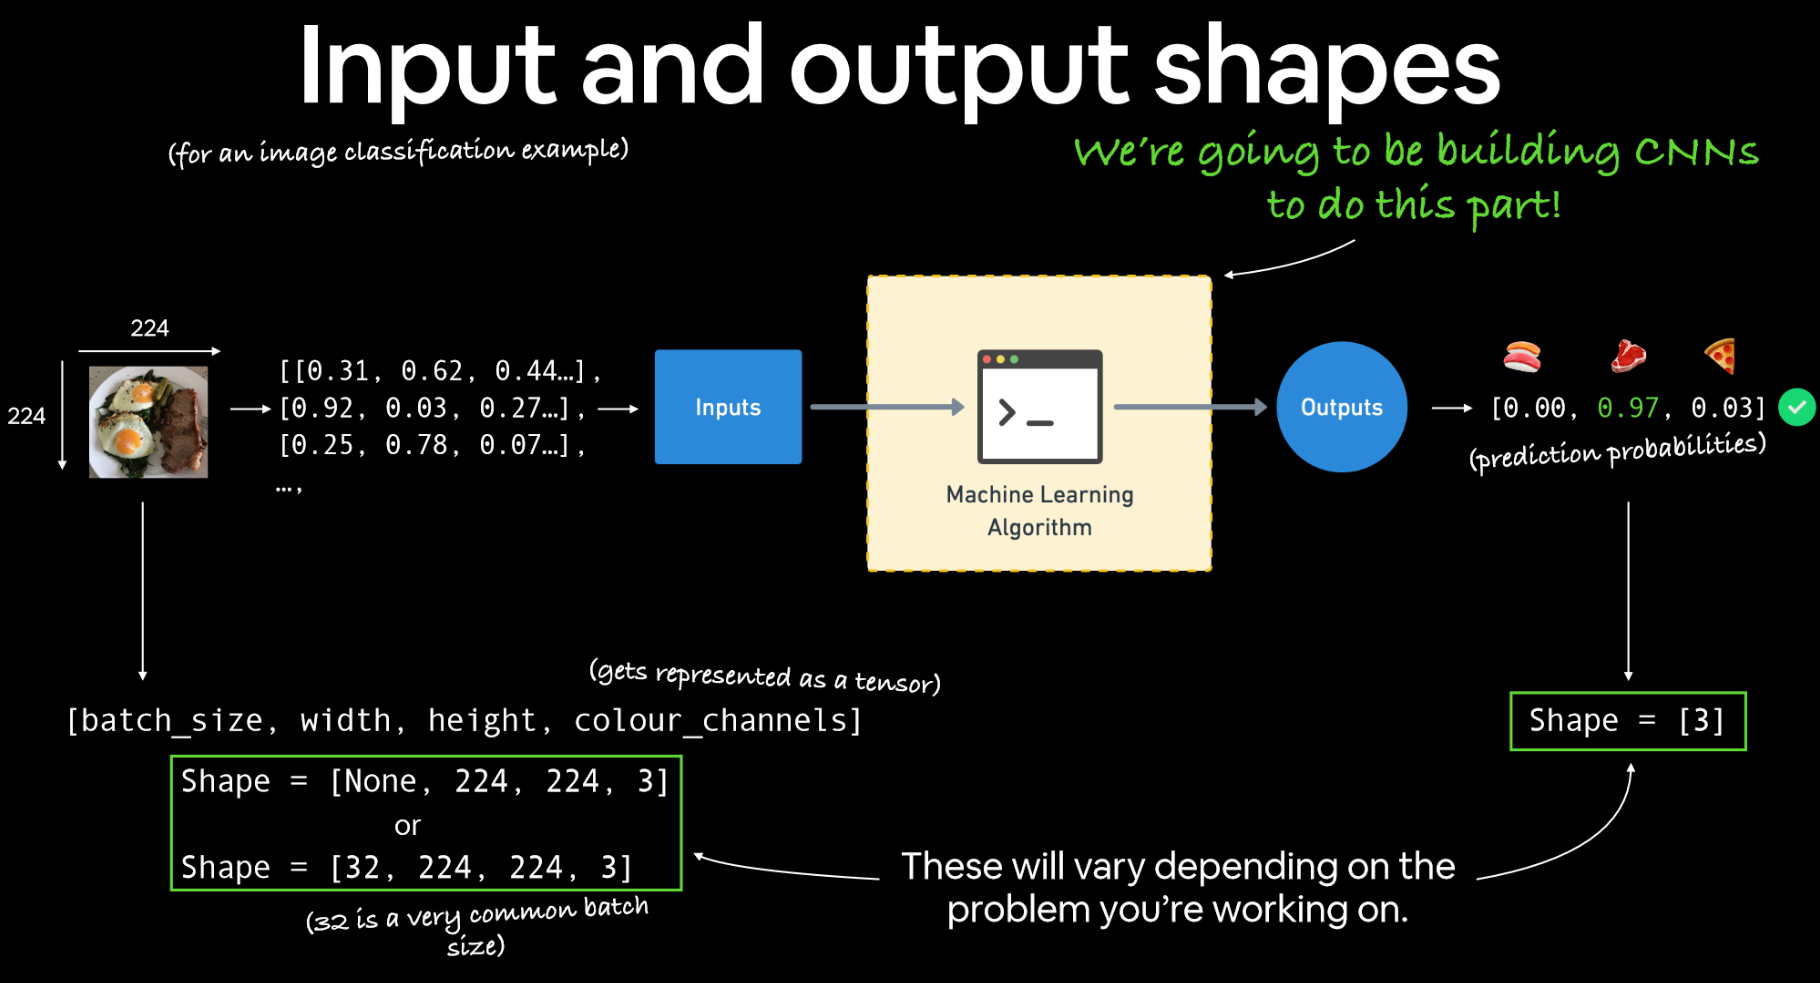 Input and output shapes
(for an image classification example)
We're going to be building CNNs
to do this part!
224
224
[[0.31, 0.62, 0.44…],
[0.92, 0.03, 0.27…],
[0.25, 0.78, 0.07…],
…,
Inputs
Machine Learning
Algorithm
Outputs
[0.00, 0.97, 0.03]
(prediction probabilities)
(gets represented as a tensor)
[batch_size, width, height, colour_channels]
Shape = [None, 224, 224, 3]
or
Shape = [32, 224, 224, 3]
(32 is a very common batch
size)
Shape = [3]
These will vary depending on the
problem you're working on.